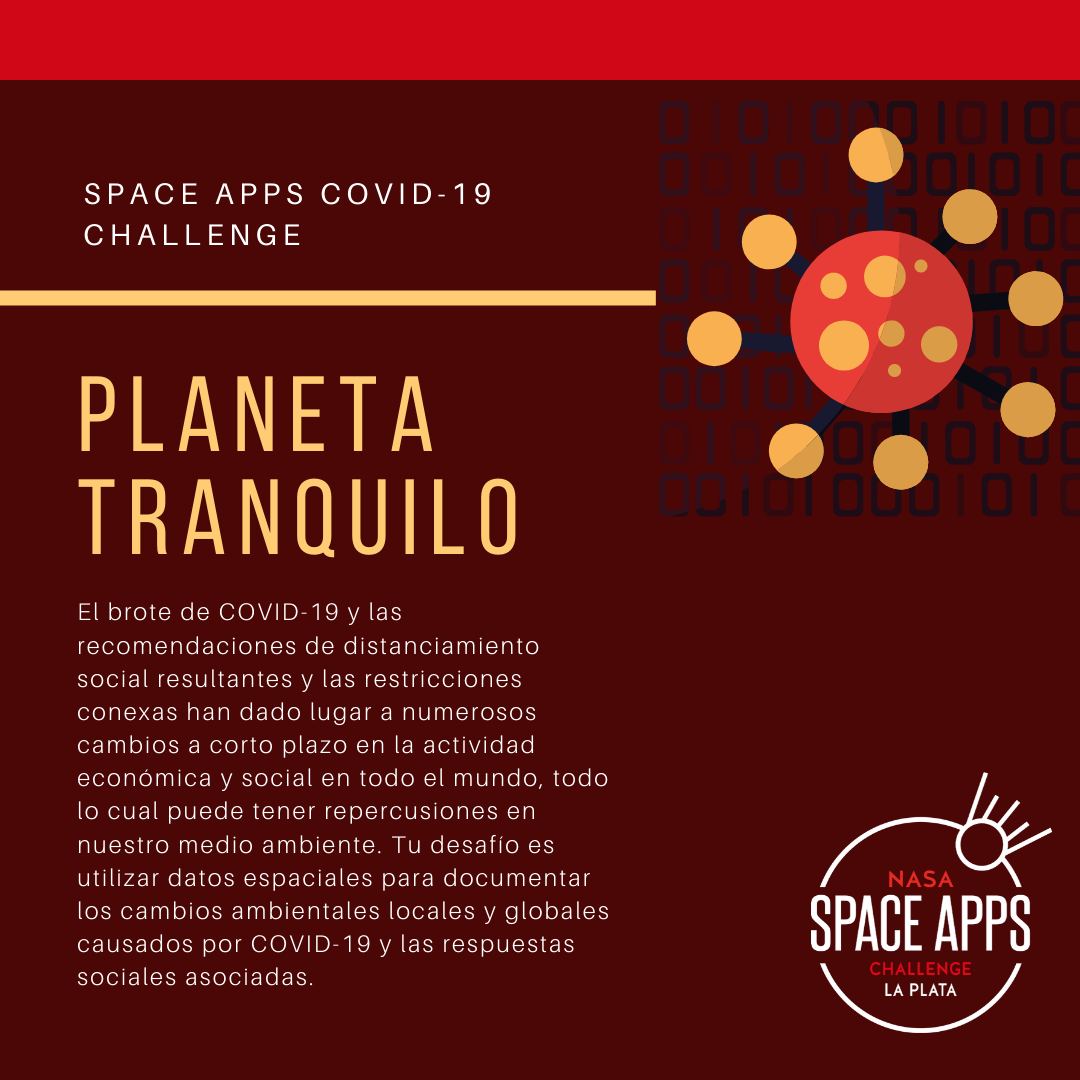 SPACE APPS COVID-19
CHALLENGE
PLANETA
TRANQUILO
El brote de COVID-19 y las
recomendaciones de distanciamiento
social resultantes y las restricciones
conexas han dado lugar a numerosos
cambios a corto plazo en la actividad
económica y social en todo el mundo, todo
lo cual puede tener repercusiones en
nuestro medio ambiente. Tu desafío es
utilizar datos espaciales para documentar
los cambios ambientales locales y globales
causados por COVID-19 y las respuestas
sociales asociadas.
NASA
SPACE APPS
CHALLENGE
LA PLATA